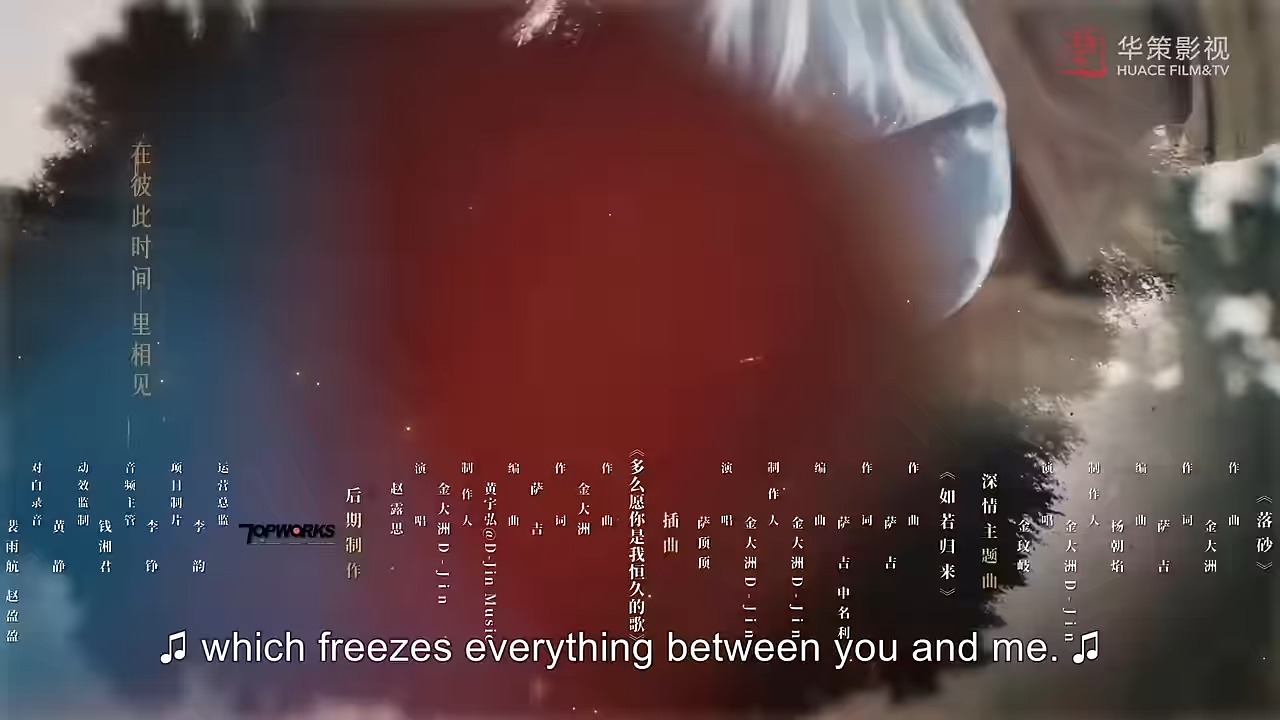 华策影视
HUACE FILM&TV
在彼此时间里相见
《落砂》
作曲
金大洲
作词
萨吉
编曲
杨朝焰
制作人
金大洲D-Jin
演唱
金玟岐
深情主题曲
《如若归来》
作曲
萨吉
作词
萨吉 申名利
编曲
金大洲D-Jin
制作人
金大洲D-Jin
演唱
萨顶顶
插曲
《多么愿你是我恒久的歌》
作曲
金大洲
作词
萨吉
编曲
黄宇弘@D-Jin Music
制作人
金大洲D-Jin
演唱
赵露思
后期制作
TOPWORKS
运营总监
李韵
项目制片
李铮
音频主管
钱湘君
动效监制
黄静
对白录音
裴雨航 赵盈盈
♫ which freezes everything between you and me. ♫